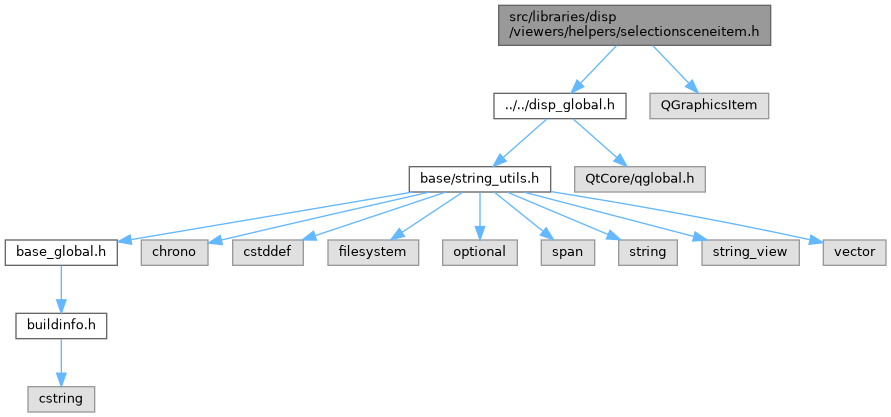 src/libraries/disp
/viewers/helpers/selectionsceneitem.h
../../disp_global.h
QGraphicsItem
base/string_utils.h
QtCore/qglobal.h
base_global.h
chrono
cstddef
filesystem
optional
span
string
string_view
vector
buildinfo.h
cstring